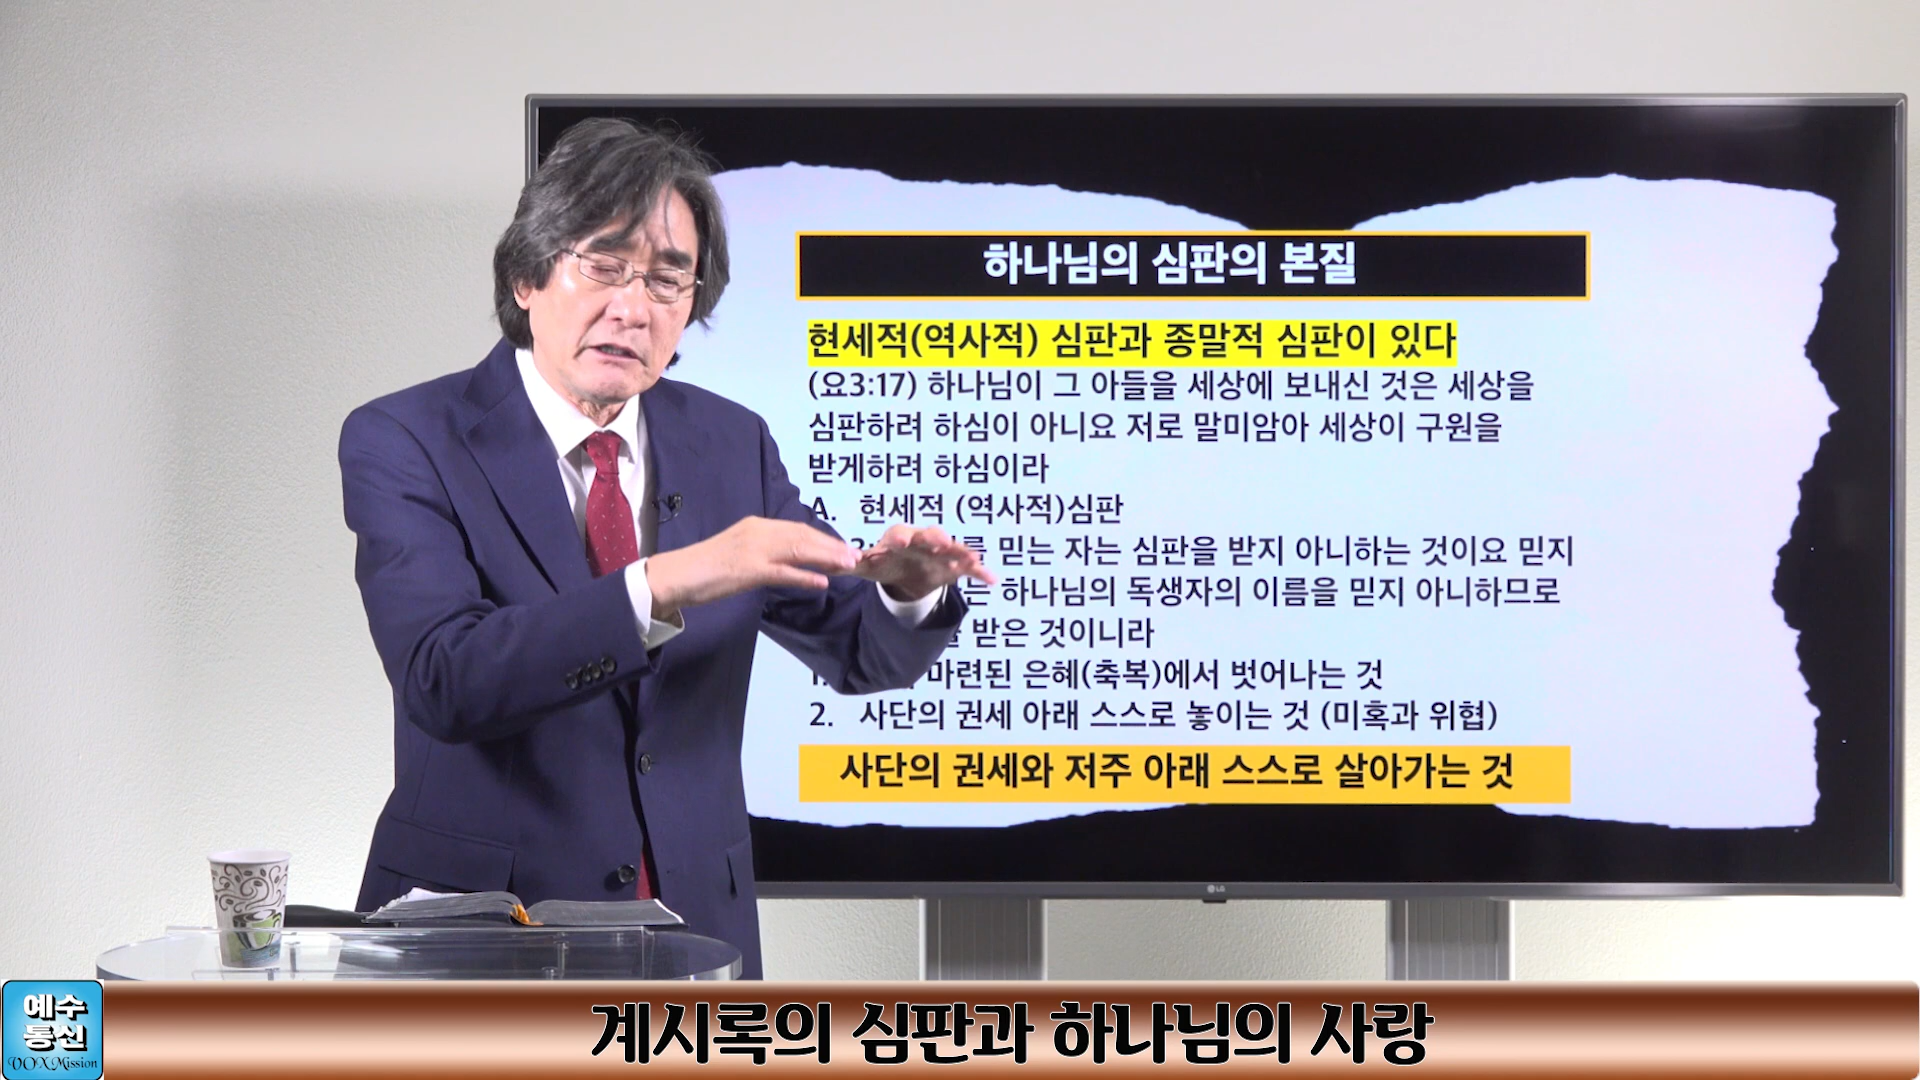 하나님의 심판의 본질
현세적(역사적) 심판과 종말적 심판이 있다
(요3:17) 하나님이 그 아들을 세상에 보내신 것은 세상을
심판하려 하심이 아니요 저로 말미암아 세상이 구원을
받게하려 하심이라
A. 현세적 (역사적)심판
믿는 자는 심판을 받지 아니하는 것이요 믿지
하나님의 독생자의 이름을 믿지 아니하므로
받은 것이니라
마련된 은혜(축복)에서 벗어나는 것
2. 사단의 권세 아래 스스로 놓이는 것 (미혹과 위협)
사단의 권세와 저주 아래 스스로 살아가는 것
LG
예수
통신
VOX Mission
계시록의 심판과 하나님의 사랑